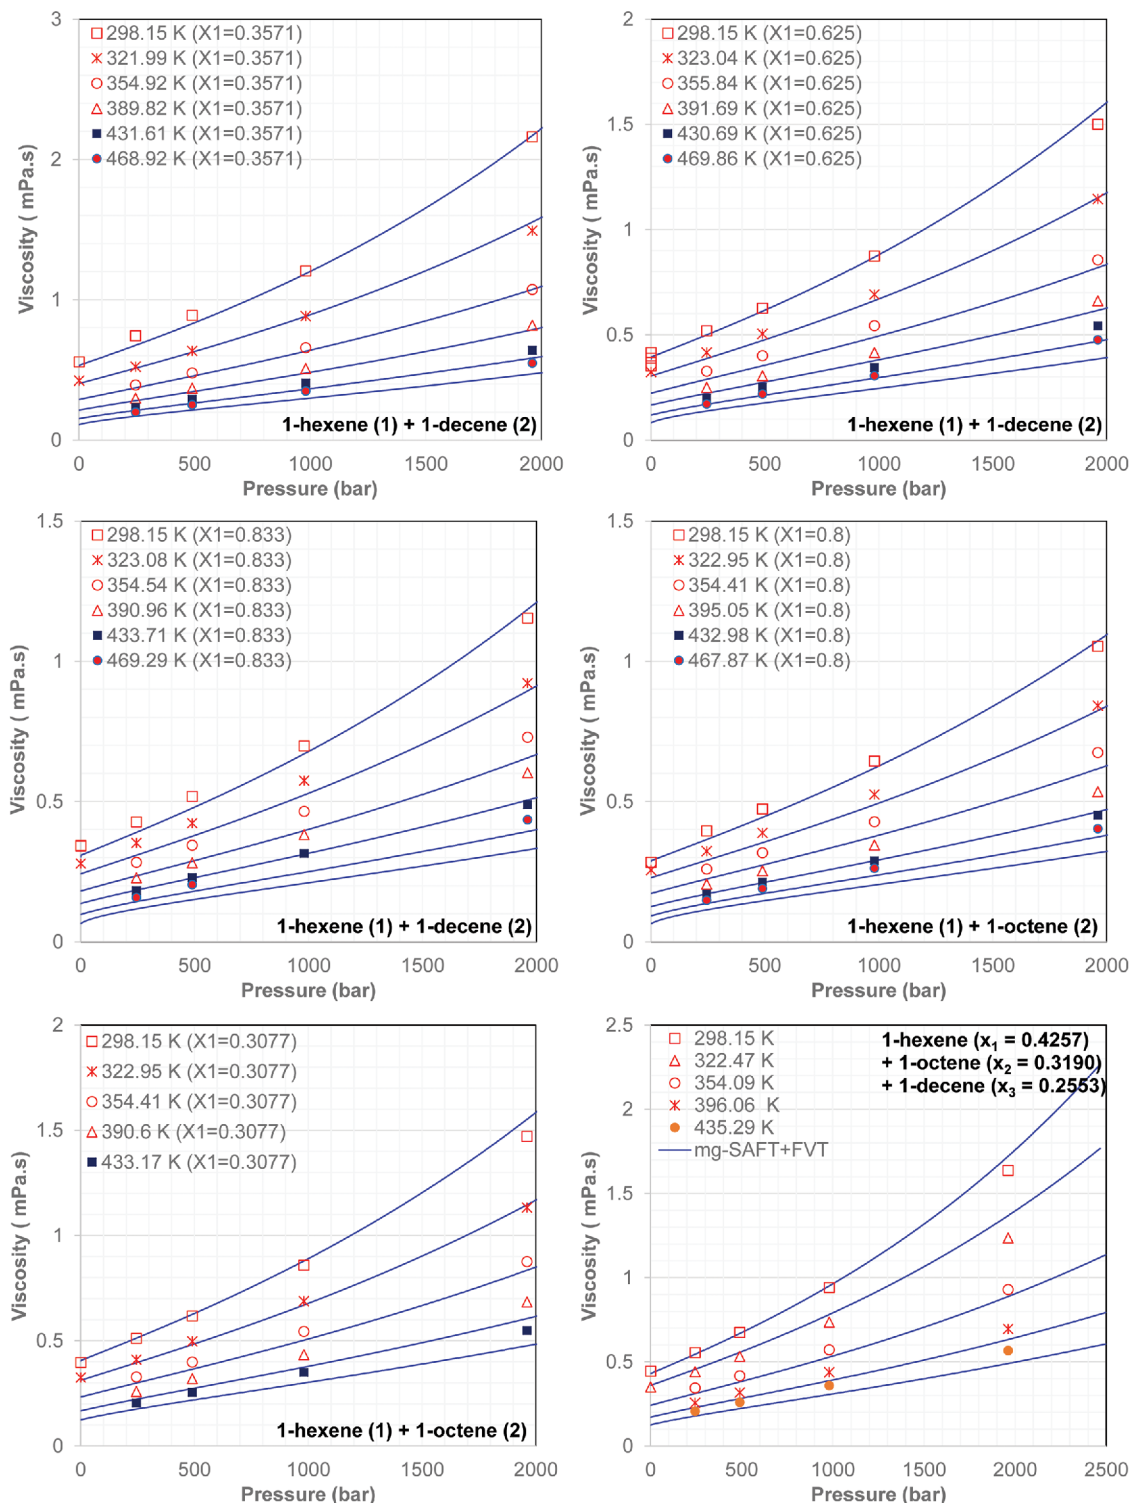 3
298.15 K (X1=0.3571)
321.99 K (X1=0.3571)
354.92 K (X1=0.3571)
389.82 K (X1=0.3571)
431.61 K (X1=0.3571)
468.92 K (X1=0.3571)
2
1
0
Viscosity ( mPa.s)
1-hexene (1) + 1-decene (2)
0 500 1000 1500 2000
Pressure (bar)
2
298.15 K (X1=0.625)
323.04 K (X1=0.625)
355.84 K (X1=0.625)
391.69 K (X1=0.625)
430.69 K (X1=0.625)
469.86 K (X1=0.625)
1.5
1
0.5
0
Viscosity ( mPa.s)
1-hexene (1) + 1-decene (2)
0 500 1000 1500 2000
Pressure (bar)
1.5
298.15 K (X1=0.833)
323.08 K (X1=0.833)
354.54 K (X1=0.833)
390.96 K (X1=0.833)
433.71 K (X1=0.833)
469.29 K (X1=0.833)
1
0.5
0
Viscosity ( mPa.s)
1-hexene (1) + 1-decene (2)
0 500 1000 1500 2000
Pressure (bar)
1.5
298.15 K (X1=0.8)
322.95 K (X1=0.8)
354.41 K (X1=0.8)
395.05 K (X1=0.8)
432.98 K (X1=0.8)
467.87 K (X1=0.8)
1
0.5
0
Viscosity ( mPa.s)
1-hexene (1) + 1-octene (2)
0 500 1000 1500 2000
Pressure (bar)
2
298.15 K (X1=0.3077)
322.95 K (X1=0.3077)
354.41 K (X1=0.3077)
390.6 K (X1=0.3077)
433.17 K (X1=0.3077)
1.5
1
0.5
0
Viscosity ( mPa.s)
1-hexene (1) + 1-octene (2)
0 500 1000 1500 2000
Pressure (bar)
2.5
298.15 K
322.47 K
354.09 K
396.06 K
435.29 K
mg-SAFT+FVT
1-hexene (x₁ = 0.4257)
+ 1-octene (x₂ = 0.3190)
+ 1-decene (x₃ = 0.2553)
2
1.5
1
0.5
0
Viscosity ( mPa.s)
0 500 1000 1500 2000 2500
Pressure (bar)